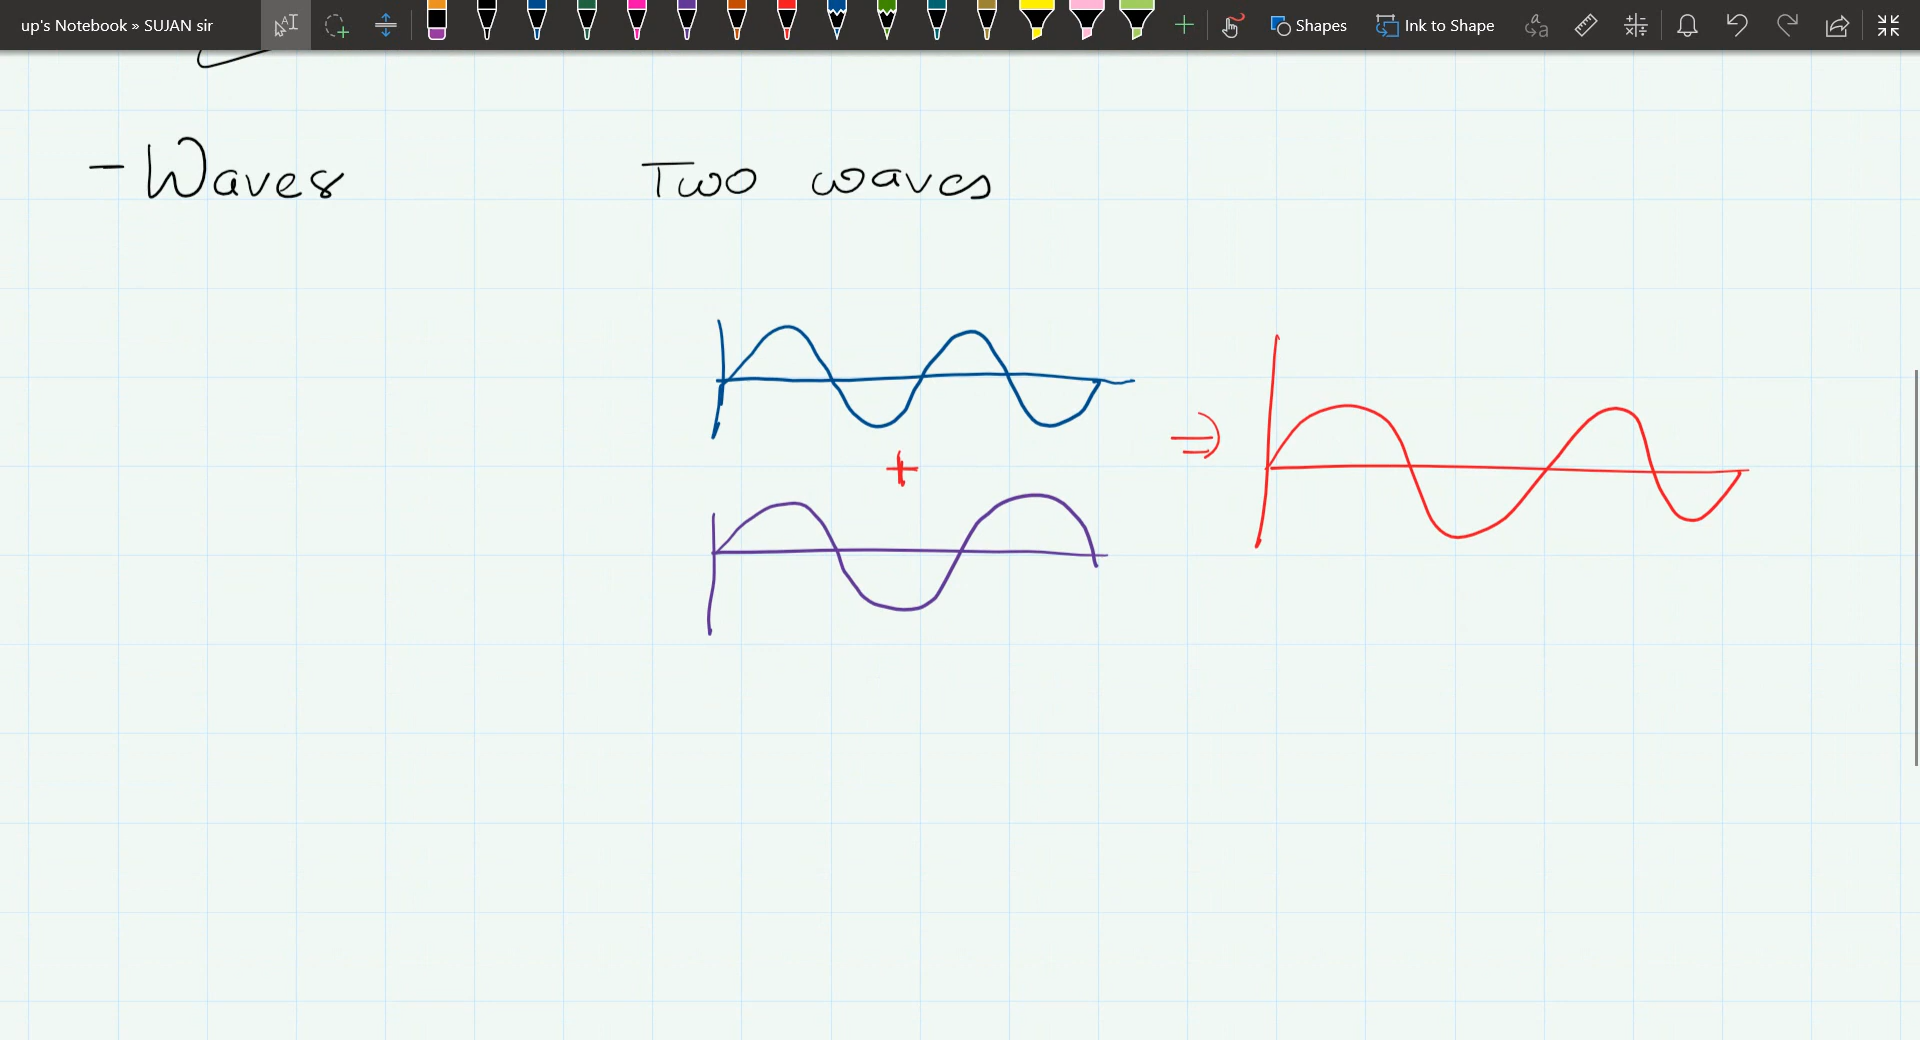 up's Notebook » SUJAN sir Shapes Ink to Shape
- Waves Two waves
+ ⇒